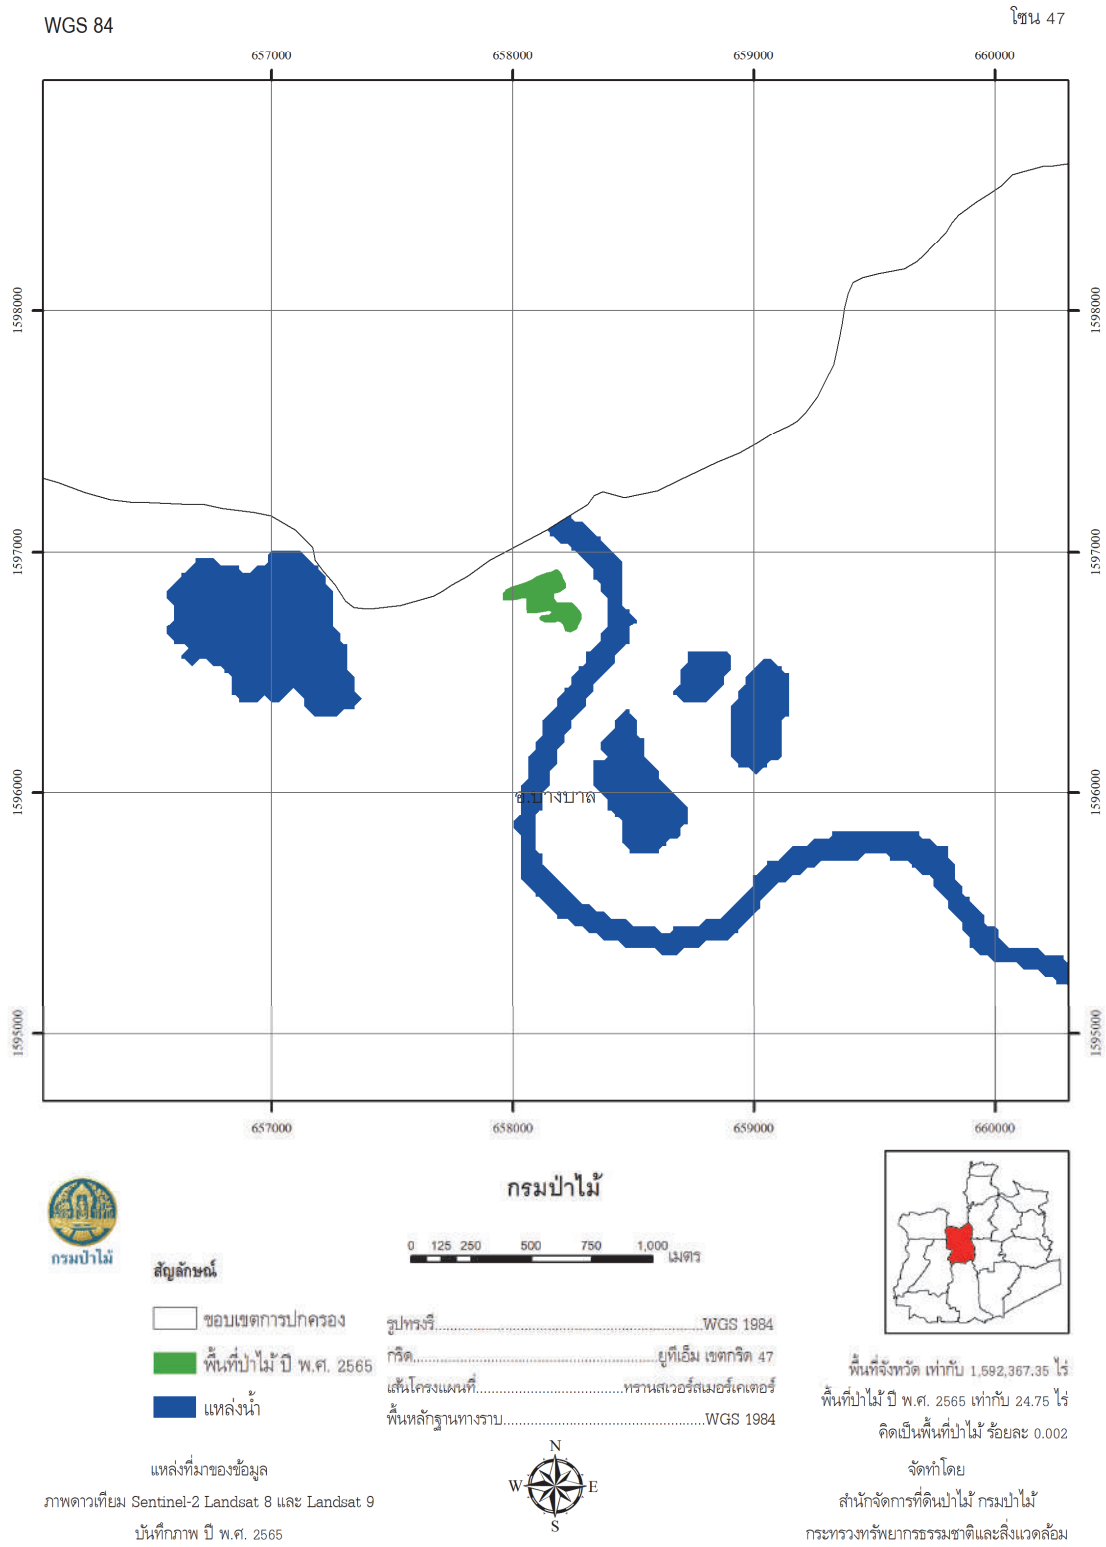 WGS 84
โซน 47
657000 658000 659000 660000
1598000 1598000
1597000 1597000
1596000 1596000
อ.บางบาล
1595000 1595000
657000 658000 659000 660000
กรมป่าไม้
กรมป่าไม้
0 125 250 500 750 1,000 เมตร
สัญลักษณ์
ขอบเขตการปกครอง
พื้นที่ป่าไม้ ปี พ.ศ. 2565
แหล่งน้ำ
รูปทรงรี WGS 1984
กริด ยูทีเอ็ม เขตกริด 47
เส้นโครงแผนที่ ทรานสเวอร์สเมอร์เคเตอร์
พื้นหลักฐานทางราบ WGS 1984
พื้นที่จังหวัด เท่ากับ 1,592,367.35 ไร่
พื้นที่ป่าไม้ ปี พ.ศ. 2565 เท่ากับ 24.75 ไร่
คิดเป็นพื้นที่ป่าไม้ ร้อยละ 0.002
แหล่งที่มาของข้อมูล
ภาพดาวเทียม Sentinel-2 Landsat 8 และ Landsat 9
บันทึกภาพ ปี พ.ศ. 2565
N
W E
S
จัดทำโดย
สำนักจัดการที่ดินป่าไม้ กรมป่าไม้
กระทรวงทรัพยากรธรรมชาติและสิ่งแวดล้อม